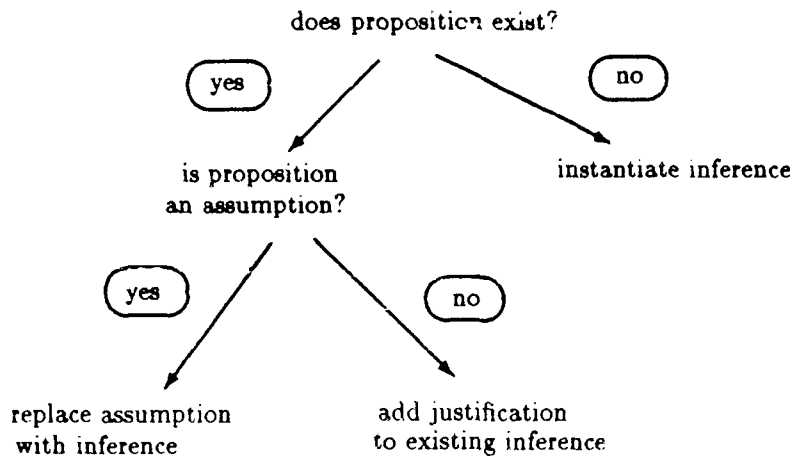 does proposition exist?
yes
no
is proposition
an assumption?
instantiate inference
yes
no
replace assumption
with inference
add justification
to existing inference